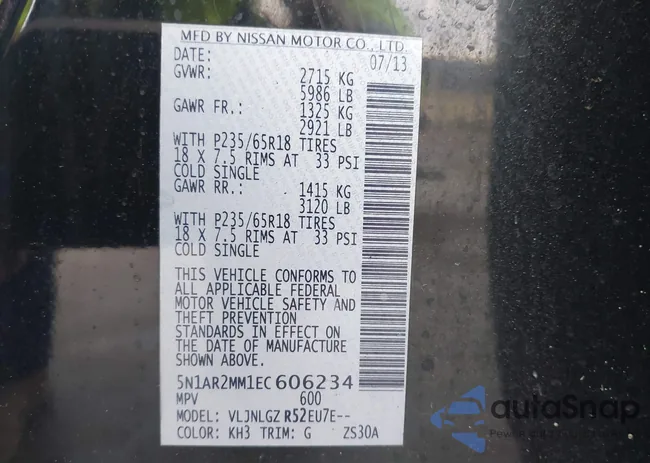 MFD BY NISSAN MOTOR CO., LTD.
DATE: 07/13
GVWR: 2715 KG
5986 LB
GAWR FR.: 1325 KG
2921 LB
WITH P235/65R18 TIRES
18 X 7.5 RIMS AT 33 PSI
COLD SINGLE
GAWR RR.: 1415 KG
3120 LB
WITH P235/65R18 TIRES
18 X 7.5 RIMS AT 33 PSI
COLD SINGLE
THIS VEHICLE CONFORMS TO
ALL APPLICABLE FEDERAL
MOTOR VEHICLE SAFETY AND
THEFT PREVENTION
STANDARDS IN EFFECT ON
THE DATE OF MANUFACTURE
SHOWN ABOVE.
5N1AR2MM1EC606234
MPV 600
MODEL: VLJNLGZ R52EU7E--
COLOR: KH3 TRIM: G ZS30A
autoSnap